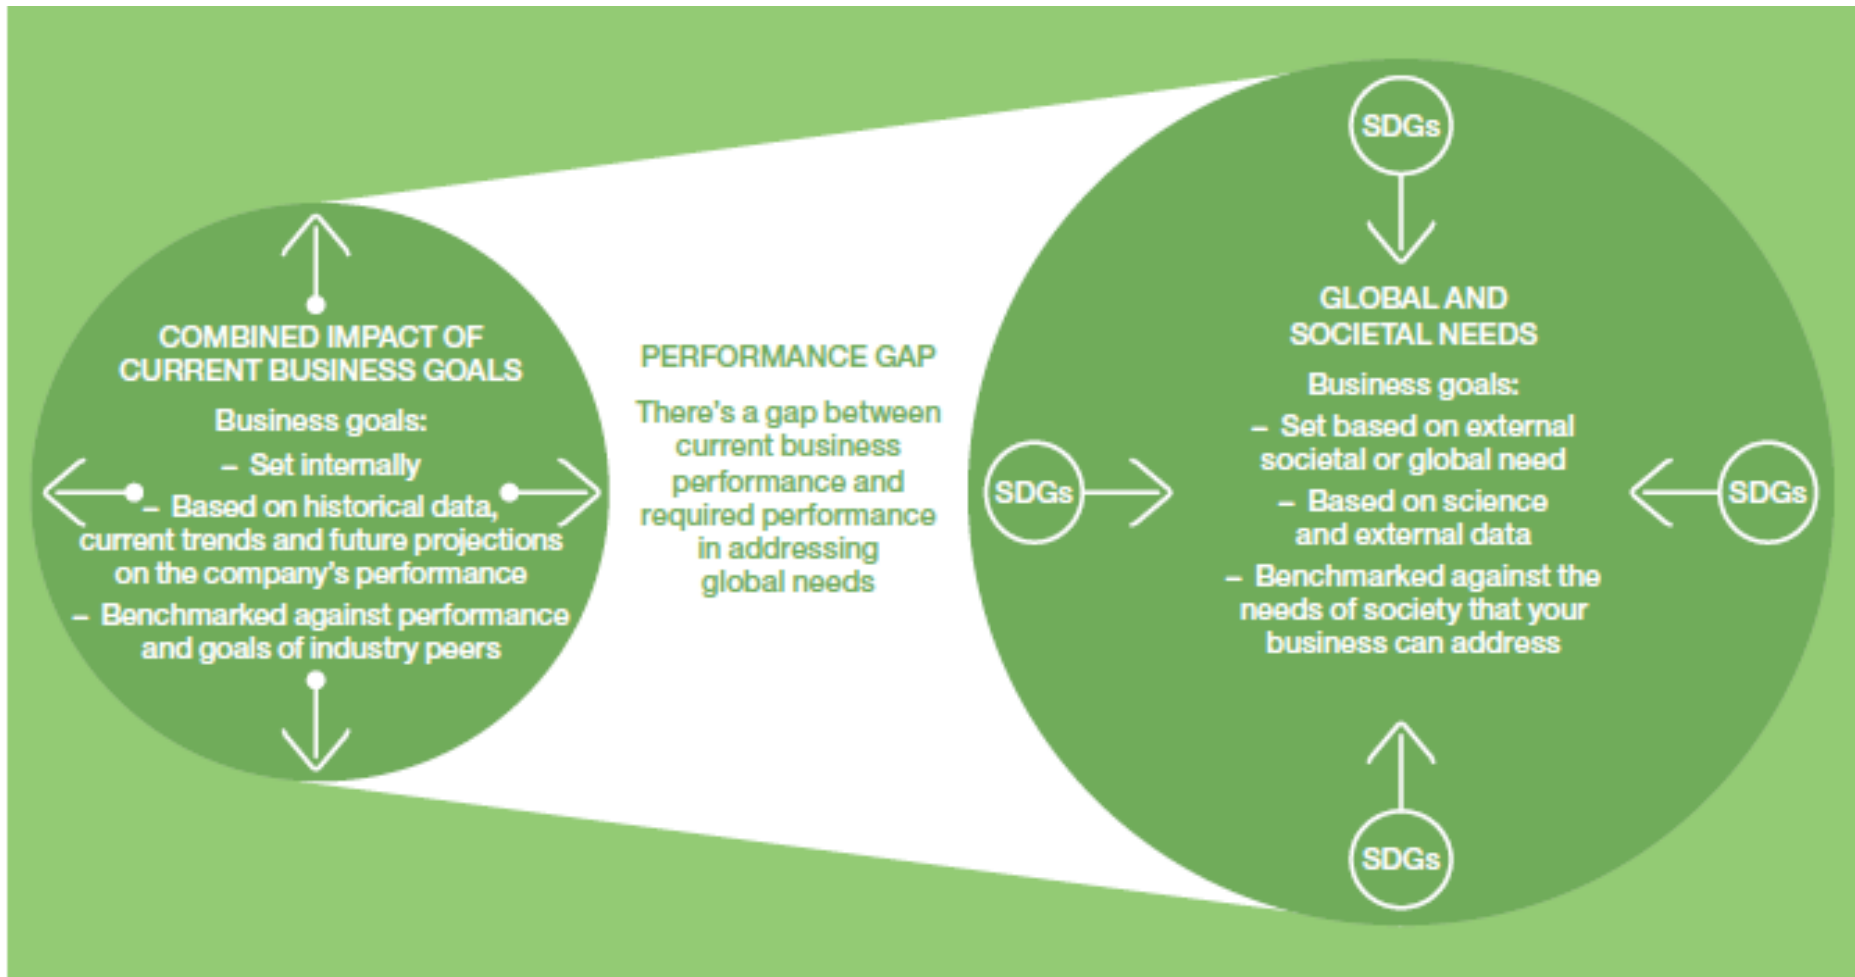 COMBINED IMPACT OF
CURRENT BUSINESS GOALS
Business goals:
– Set internally
– Based on historical data,
current trends and future projections
on the company's performance
– Benchmarked against performance
and goals of industry peers
PERFORMANCE GAP
There's a gap between
current business
performance and
required performance
in addressing
global needs
SDGs
GLOBAL AND
SOCIETAL NEEDS
Business goals:
– Set based on external
societal or global need
– Based on science
and external data
– Benchmarked against the
needs of society that your
business can address
SDGs
SDGs
SDGs